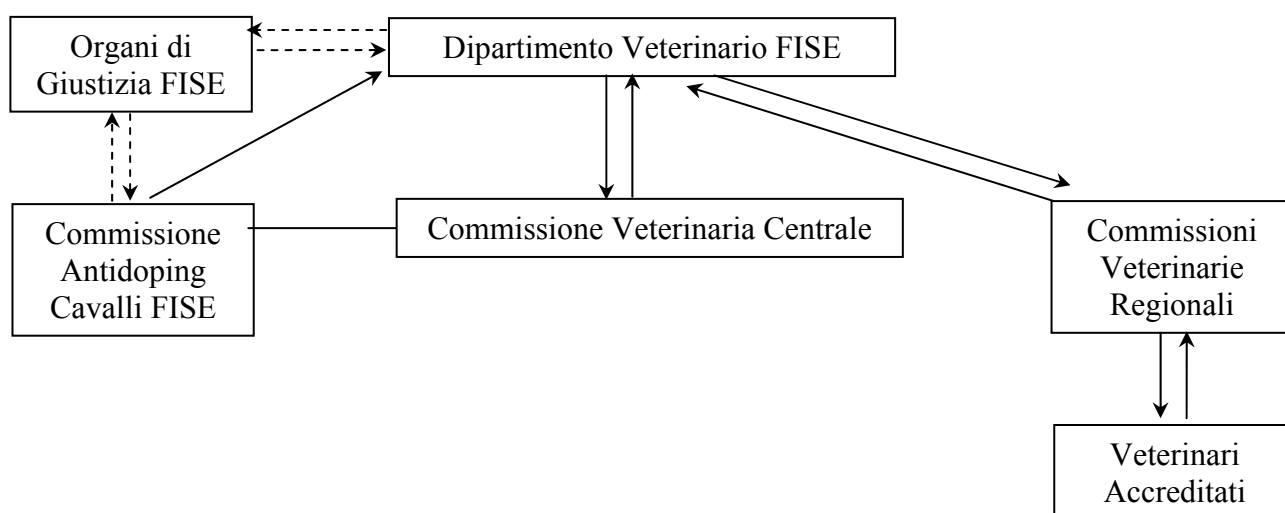 Organi di
Giustizia FISE
Dipartimento Veterinario FISE
Commissione
Antidoping
Cavalli FISE
Commissione Veterinaria Centrale
Commissioni
Veterinarie
Regionali
Veterinari
Accreditati